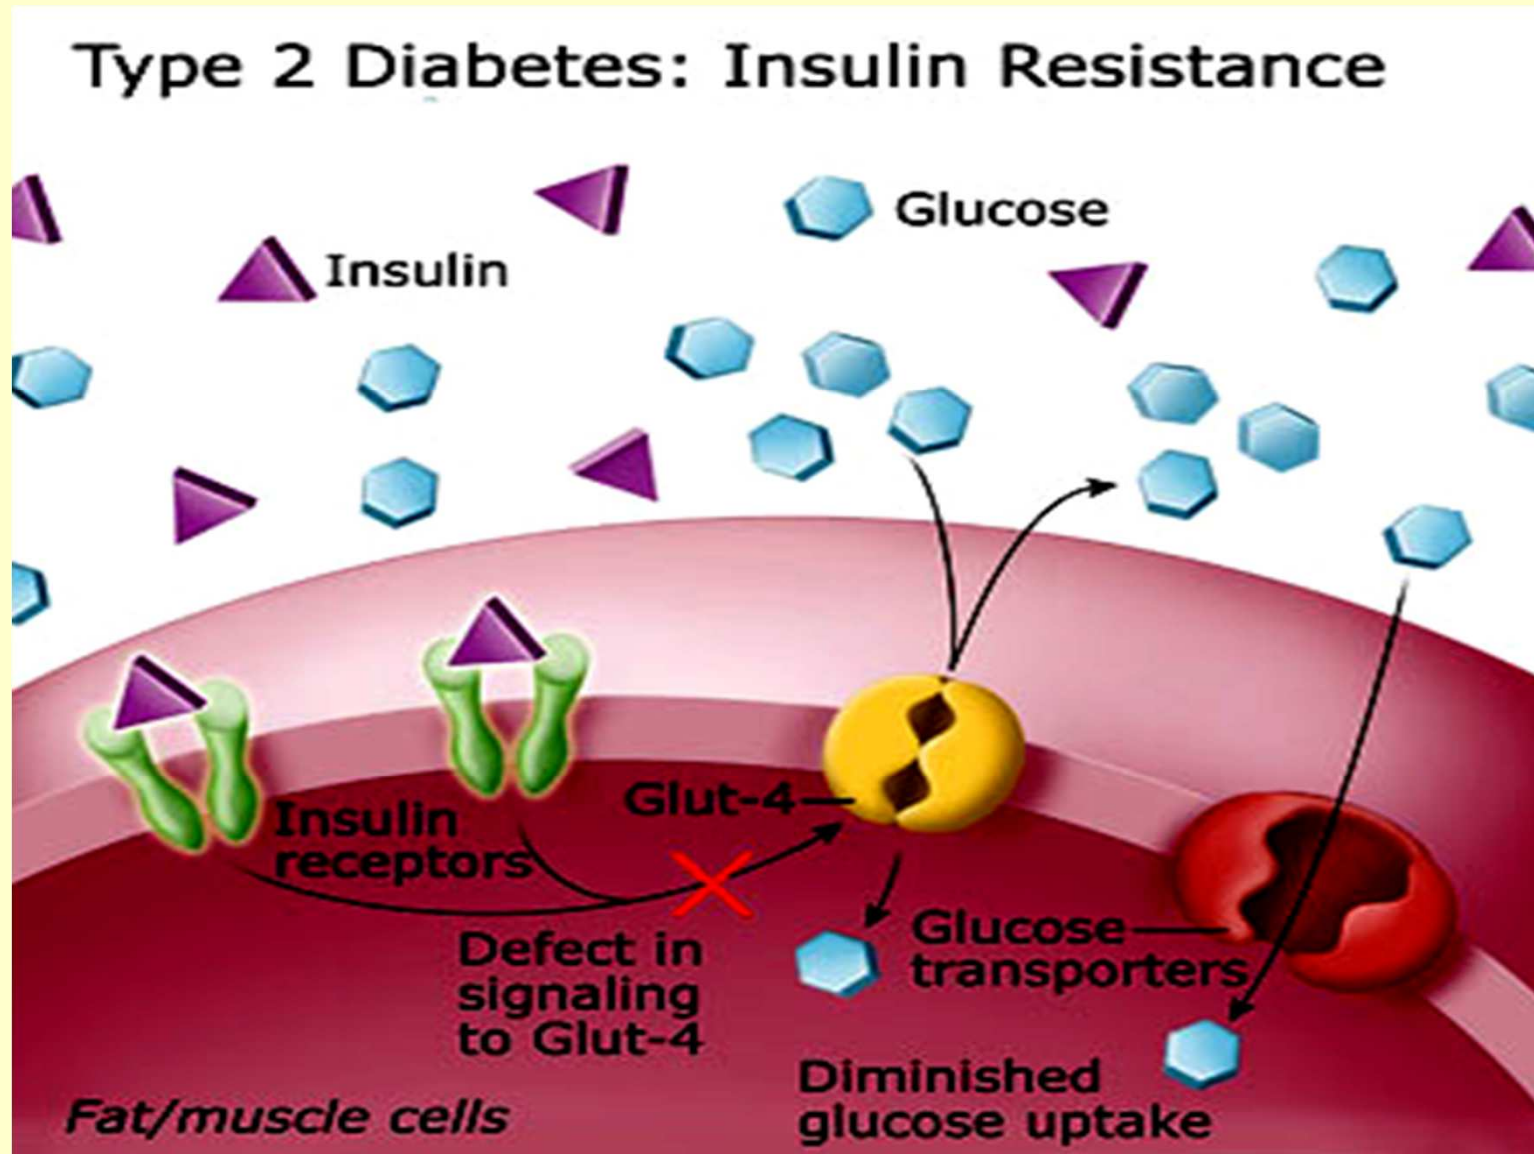 Type 2 Diabetes: Insulin Resistance
Glucose
Insulin
Glut-4
Insulin
receptors
Defect in
signaling
to Glut-4
Glucose
transporters
Diminished
glucose uptake
Fat/muscle cells